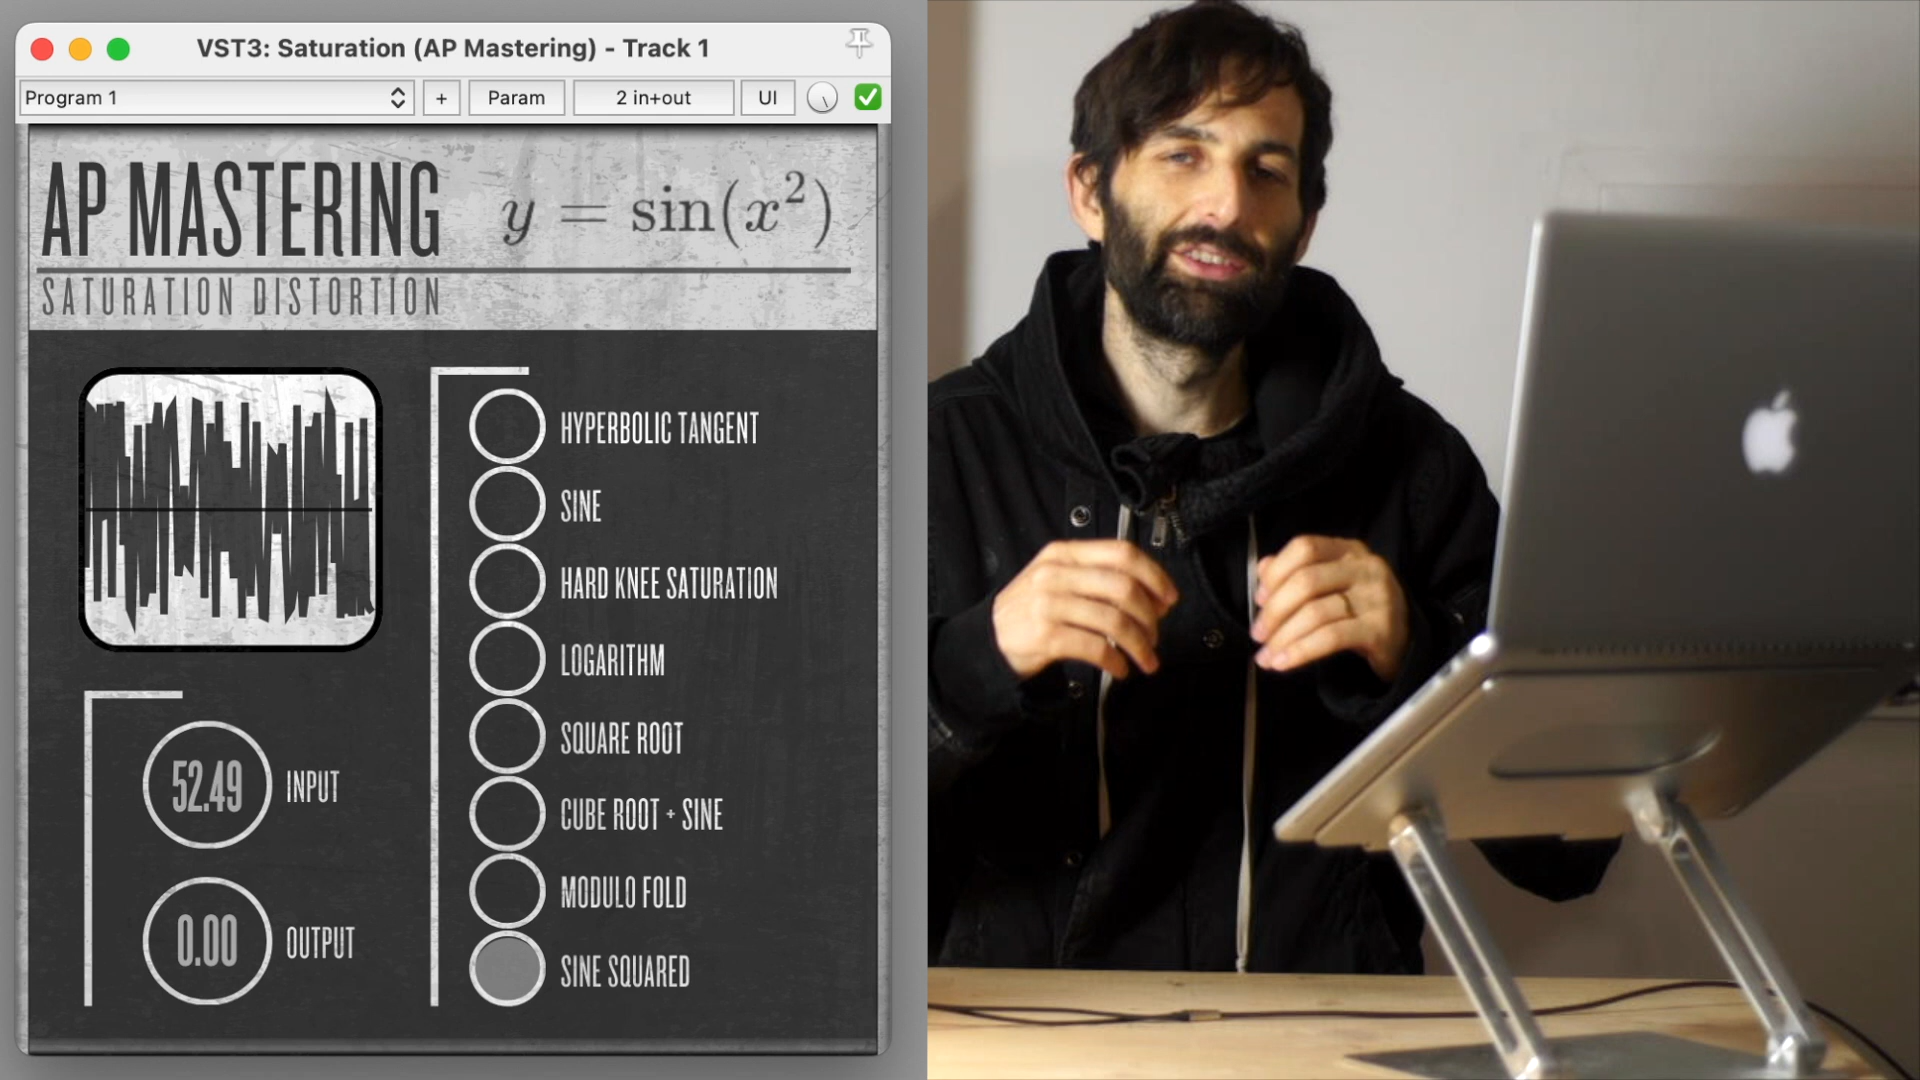 VST3: Saturation (AP Mastering) - Track 1
Program 1 + Param 2 in+out UI
AP MASTERING
y = sin(x²)
SATURATION DISTORTION
HYPERBOLIC TANGENT
SINE
HARD KNEE SATURATION
LOGARITHM
SQUARE ROOT
CUBE ROOT + SINE
MODULO FOLD
SINE SQUARED
52.49 INPUT
0.00 OUTPUT